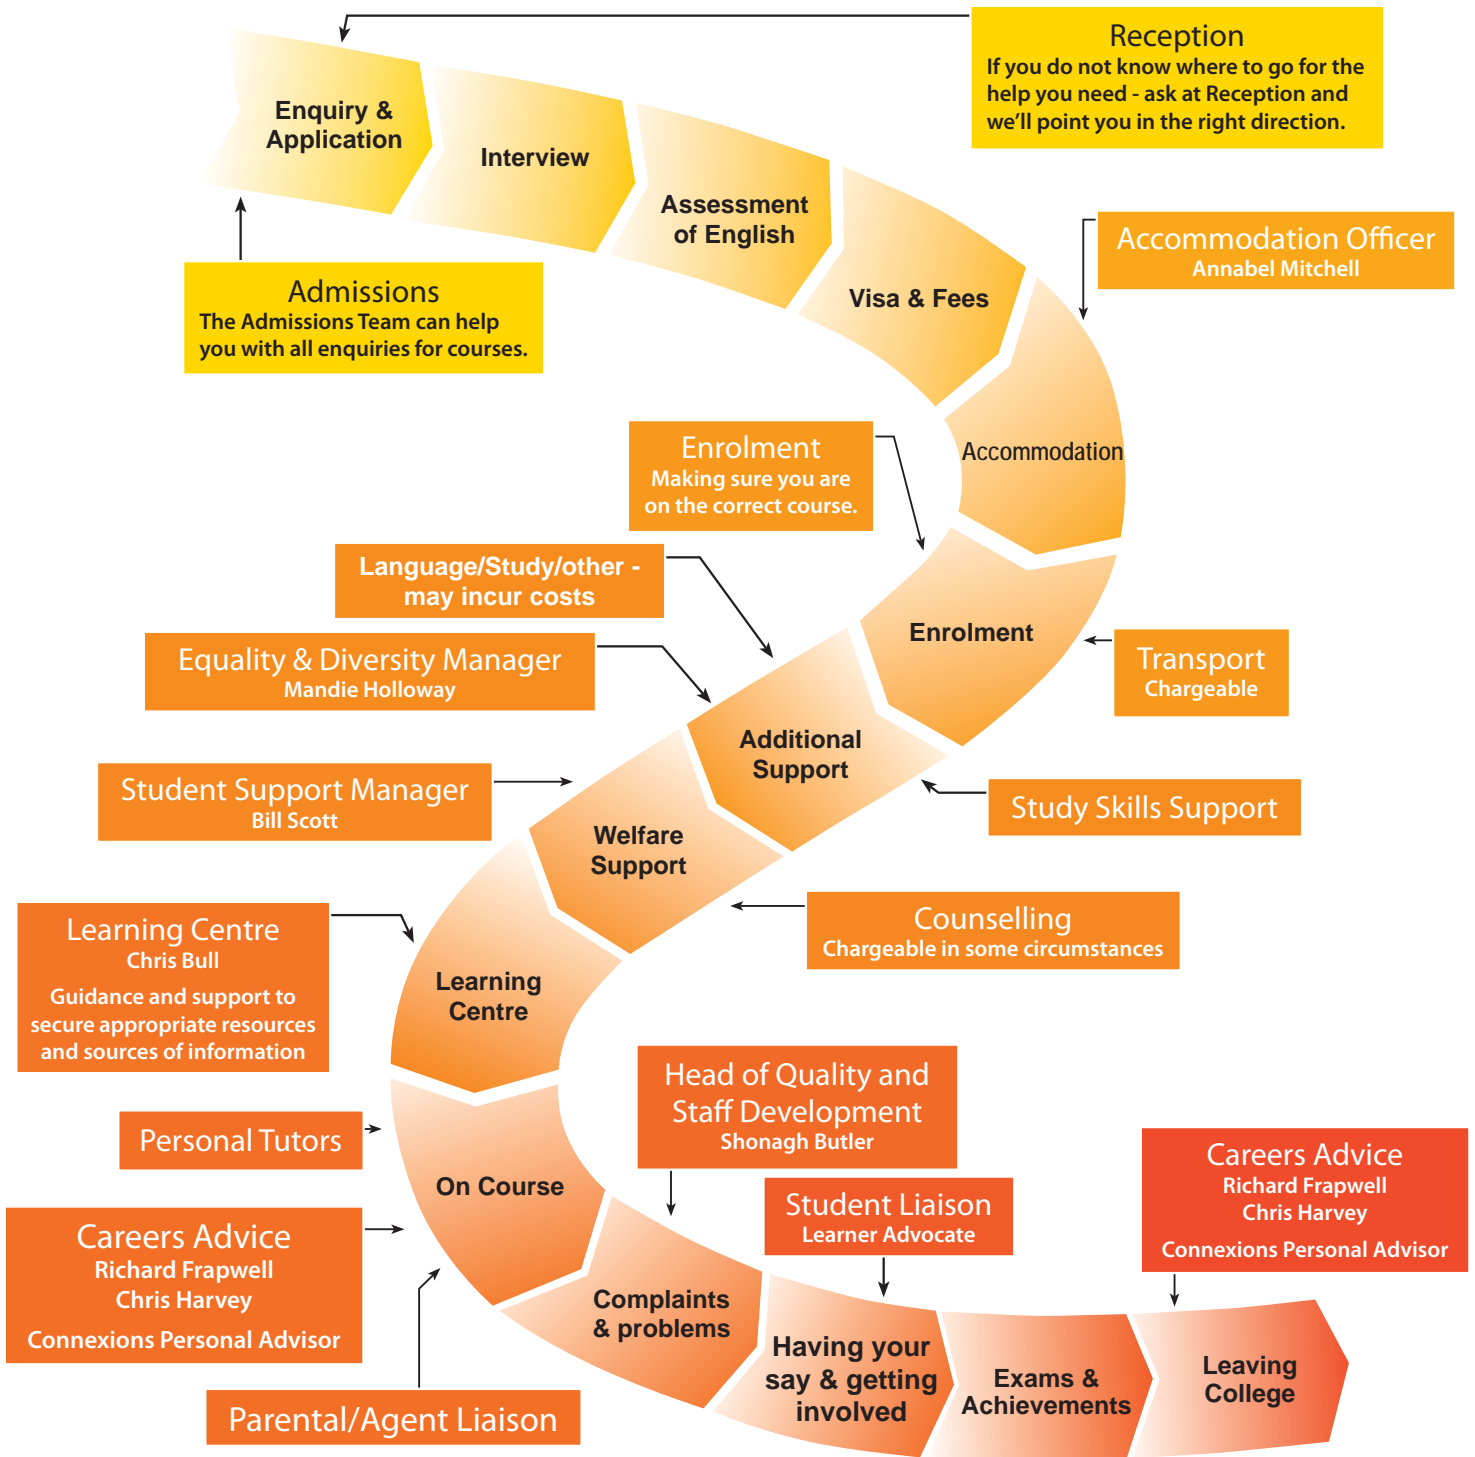 Reception
If you do not know where to go for the
help you need - ask at Reception and
we'll point you in the right direction.
Enquiry &
Application
Interview
Assessment
of English
Visa & Fees
Admissions
The Admissions Team can help
you with all enquiries for courses.
Accommodation Officer
Annabel Mitchell
Accommodation
Enrolment
Making sure you are
on the correct course.
Enrolment
Transport
Chargeable
Language/Study/other -
may incur costs
Equality & Diversity Manager
Mandie Holloway
Additional
Support
Study Skills Support
Student Support Manager
Bill Scott
Welfare
Support
Counselling
Chargeable in some circumstances
Learning Centre
Chris Bull
Guidance and support to
secure appropriate resources
and sources of information
Learning
Centre
Personal Tutors
On Course
Careers Advice
Richard Frapwell
Chris Harvey
Connexions Personal Advisor
Parental/Agent Liaison
Head of Quality and
Staff Development
Shonagh Butler
Complaints
& problems
Student Liaison
Learner Advocate
Having your
say & getting
involved
Exams &
Achievements
Careers Advice
Richard Frapwell
Chris Harvey
Connexions Personal Advisor
Leaving
College